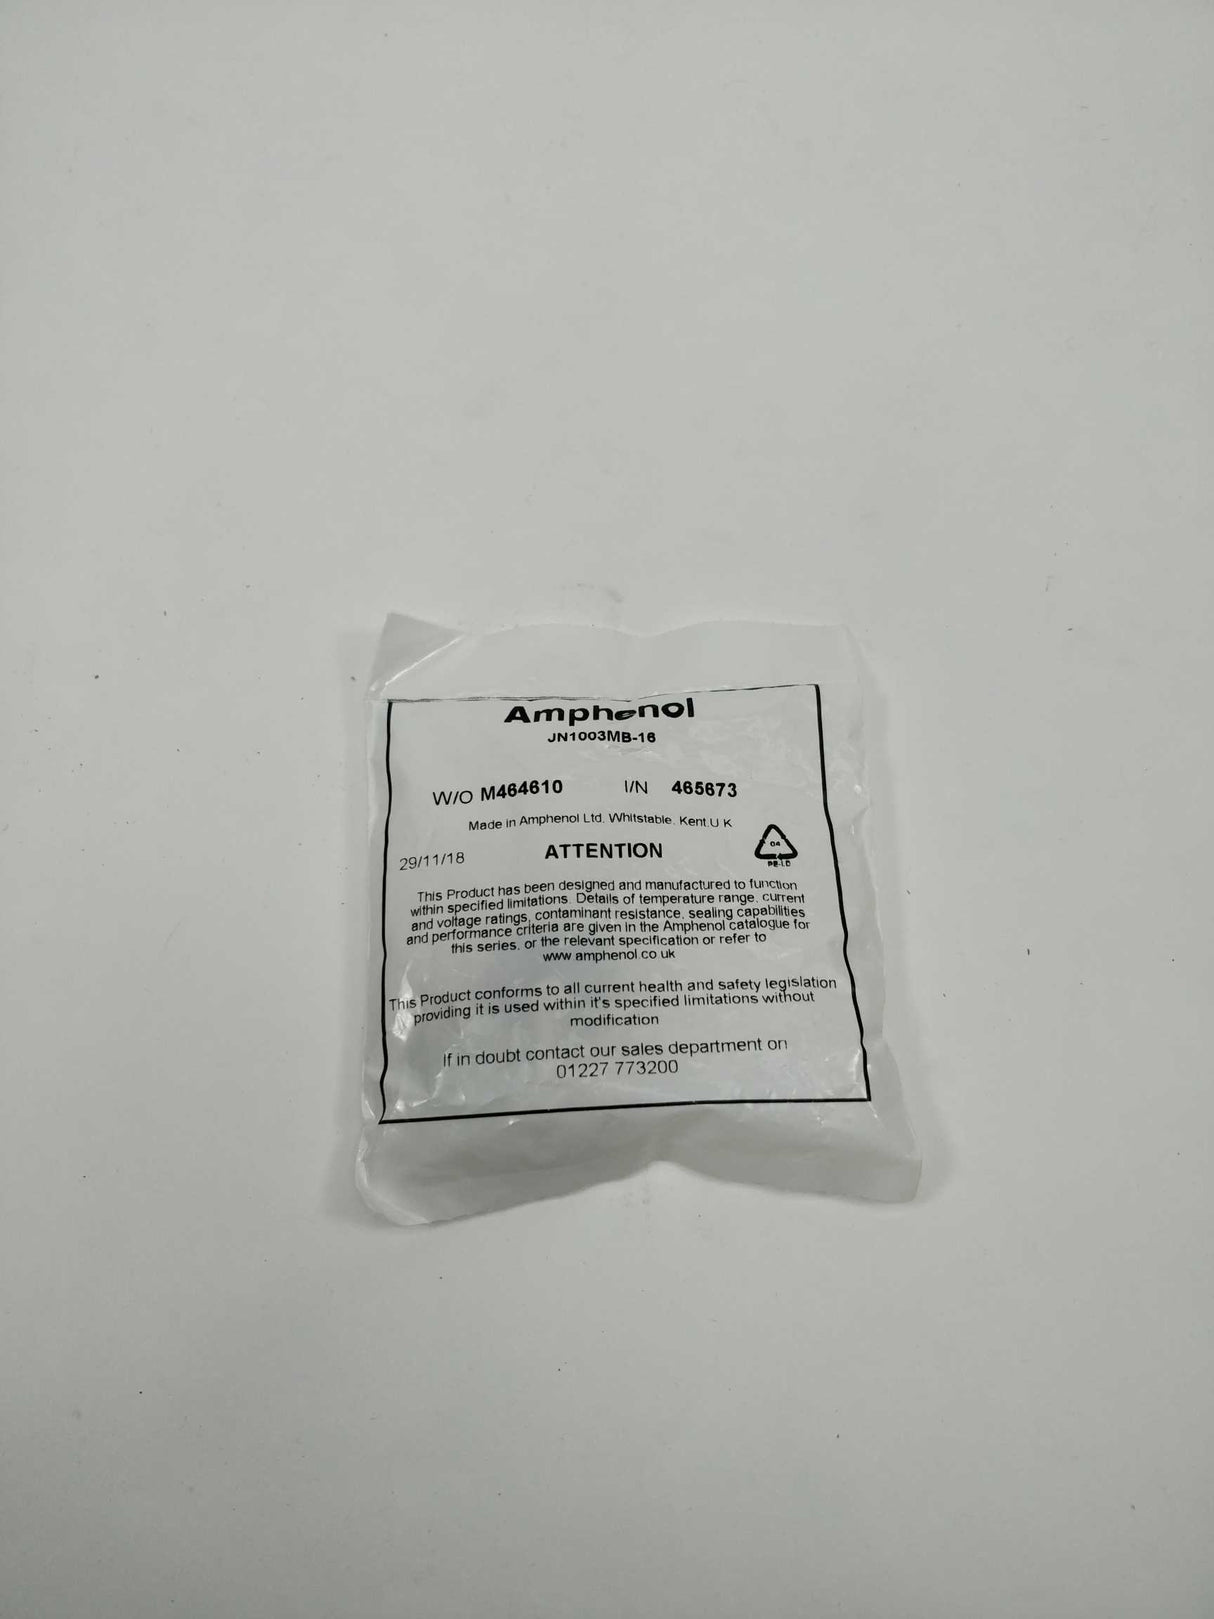 Amphenol
JN1003MB-16
W/O M464610 I/N 465673
Made in Amphenol Ltd. Whitstable. Kent.U K
29/11/18 ATTENTION
04
PE-LD
This Product has been designed and manufactured to function
within specified limitations. Details of temperature range, current
and voltage ratings, contaminant resistance, sealing capabilities
and performance criteria are given in the Amphenol catalogue for
this series, or the relevant specification or refer to
www amphenol.co uk
This Product conforms to all current health and safety legislation
providing it is used within it's specified limitations without
modification
If in doubt contact our sales department on
01227 773200